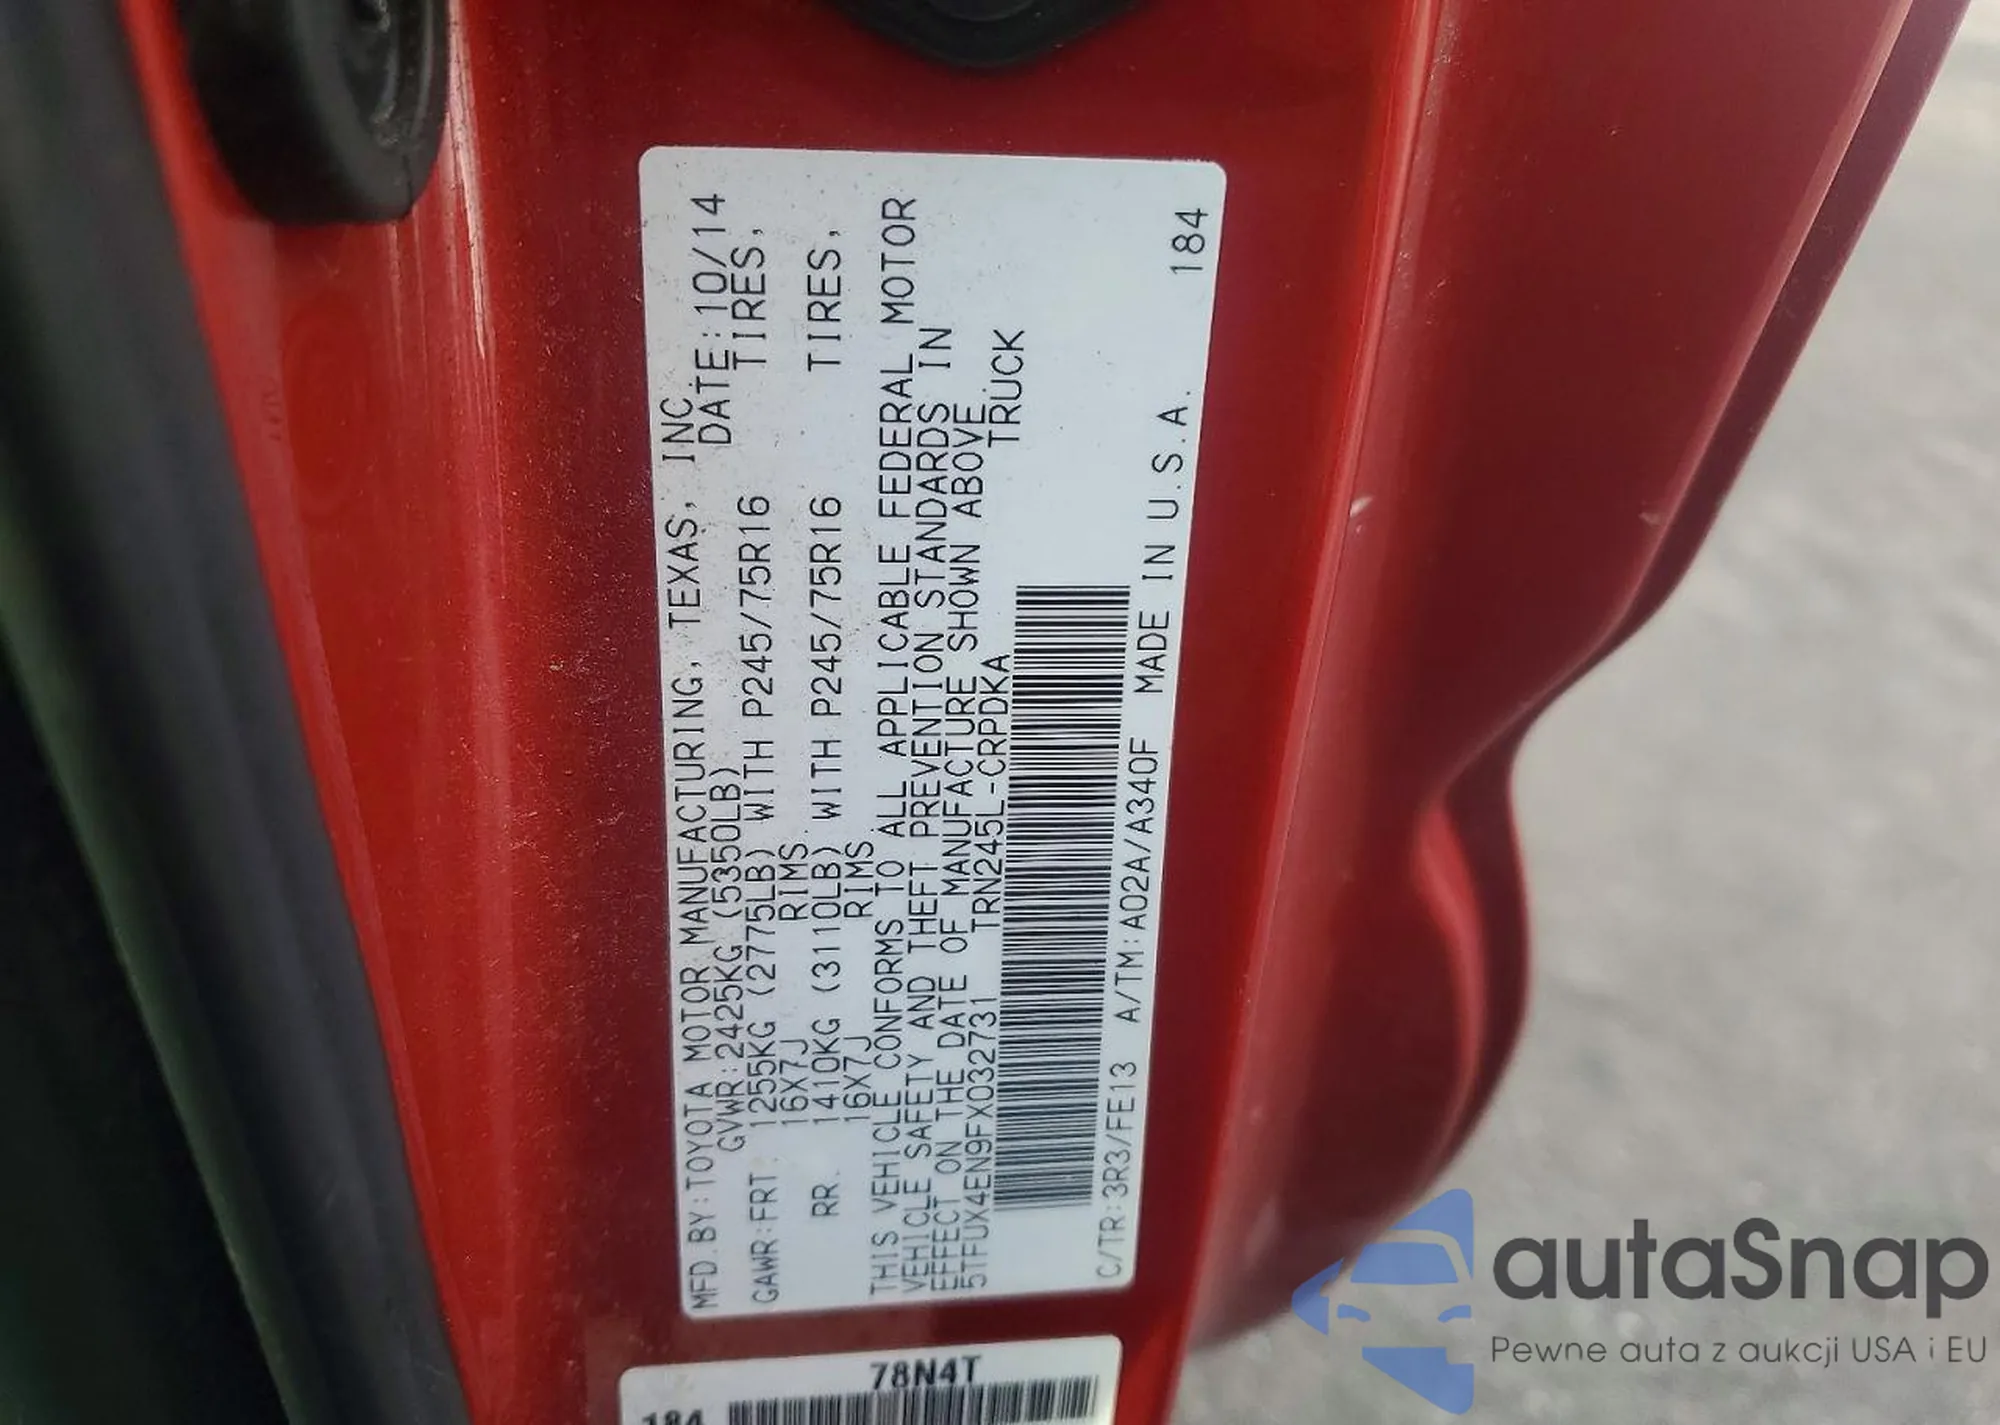 MFD.BY:TOYOTA MOTOR MANUFACTURING, TEXAS, INC
GVWR:2425KG (5350LB) DATE:10/14
GAWR:FRT. 1255KG (2775LB) WITH P245/75R16 TIRES,
16X7J RIMS.
RR. 1410KG (3110LB) WITH P245/75R16 TIRES,
16X7J RIMS.
THIS VEHICLE CONFORMS TO ALL APPLICABLE FEDERAL MOTOR
VEHICLE SAFETY AND THEFT PREVENTION STANDARDS IN
EFFECT ON THE DATE OF MANUFACTURE SHOWN ABOVE.
5TFUX4EN9FX032731 TRN245L-CRPDKA TRUCK
C/TR:3R3/FE13 A/TM:A02A/A340F MADE IN U.S.A. 184
78N4T
184
autaSnap
Pewne auta z aukcji USA i EU